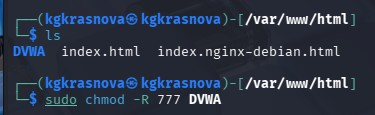 ┌──(kgkrasnova㉿kgkrasnova)-[/var/www/html]
└─$ ls
DVWA  index.html  index.nginx-debian.html
┌──(kgkrasnova㉿kgkrasnova)-[/var/www/html]
└─$ sudo chmod -R 777 DVWA